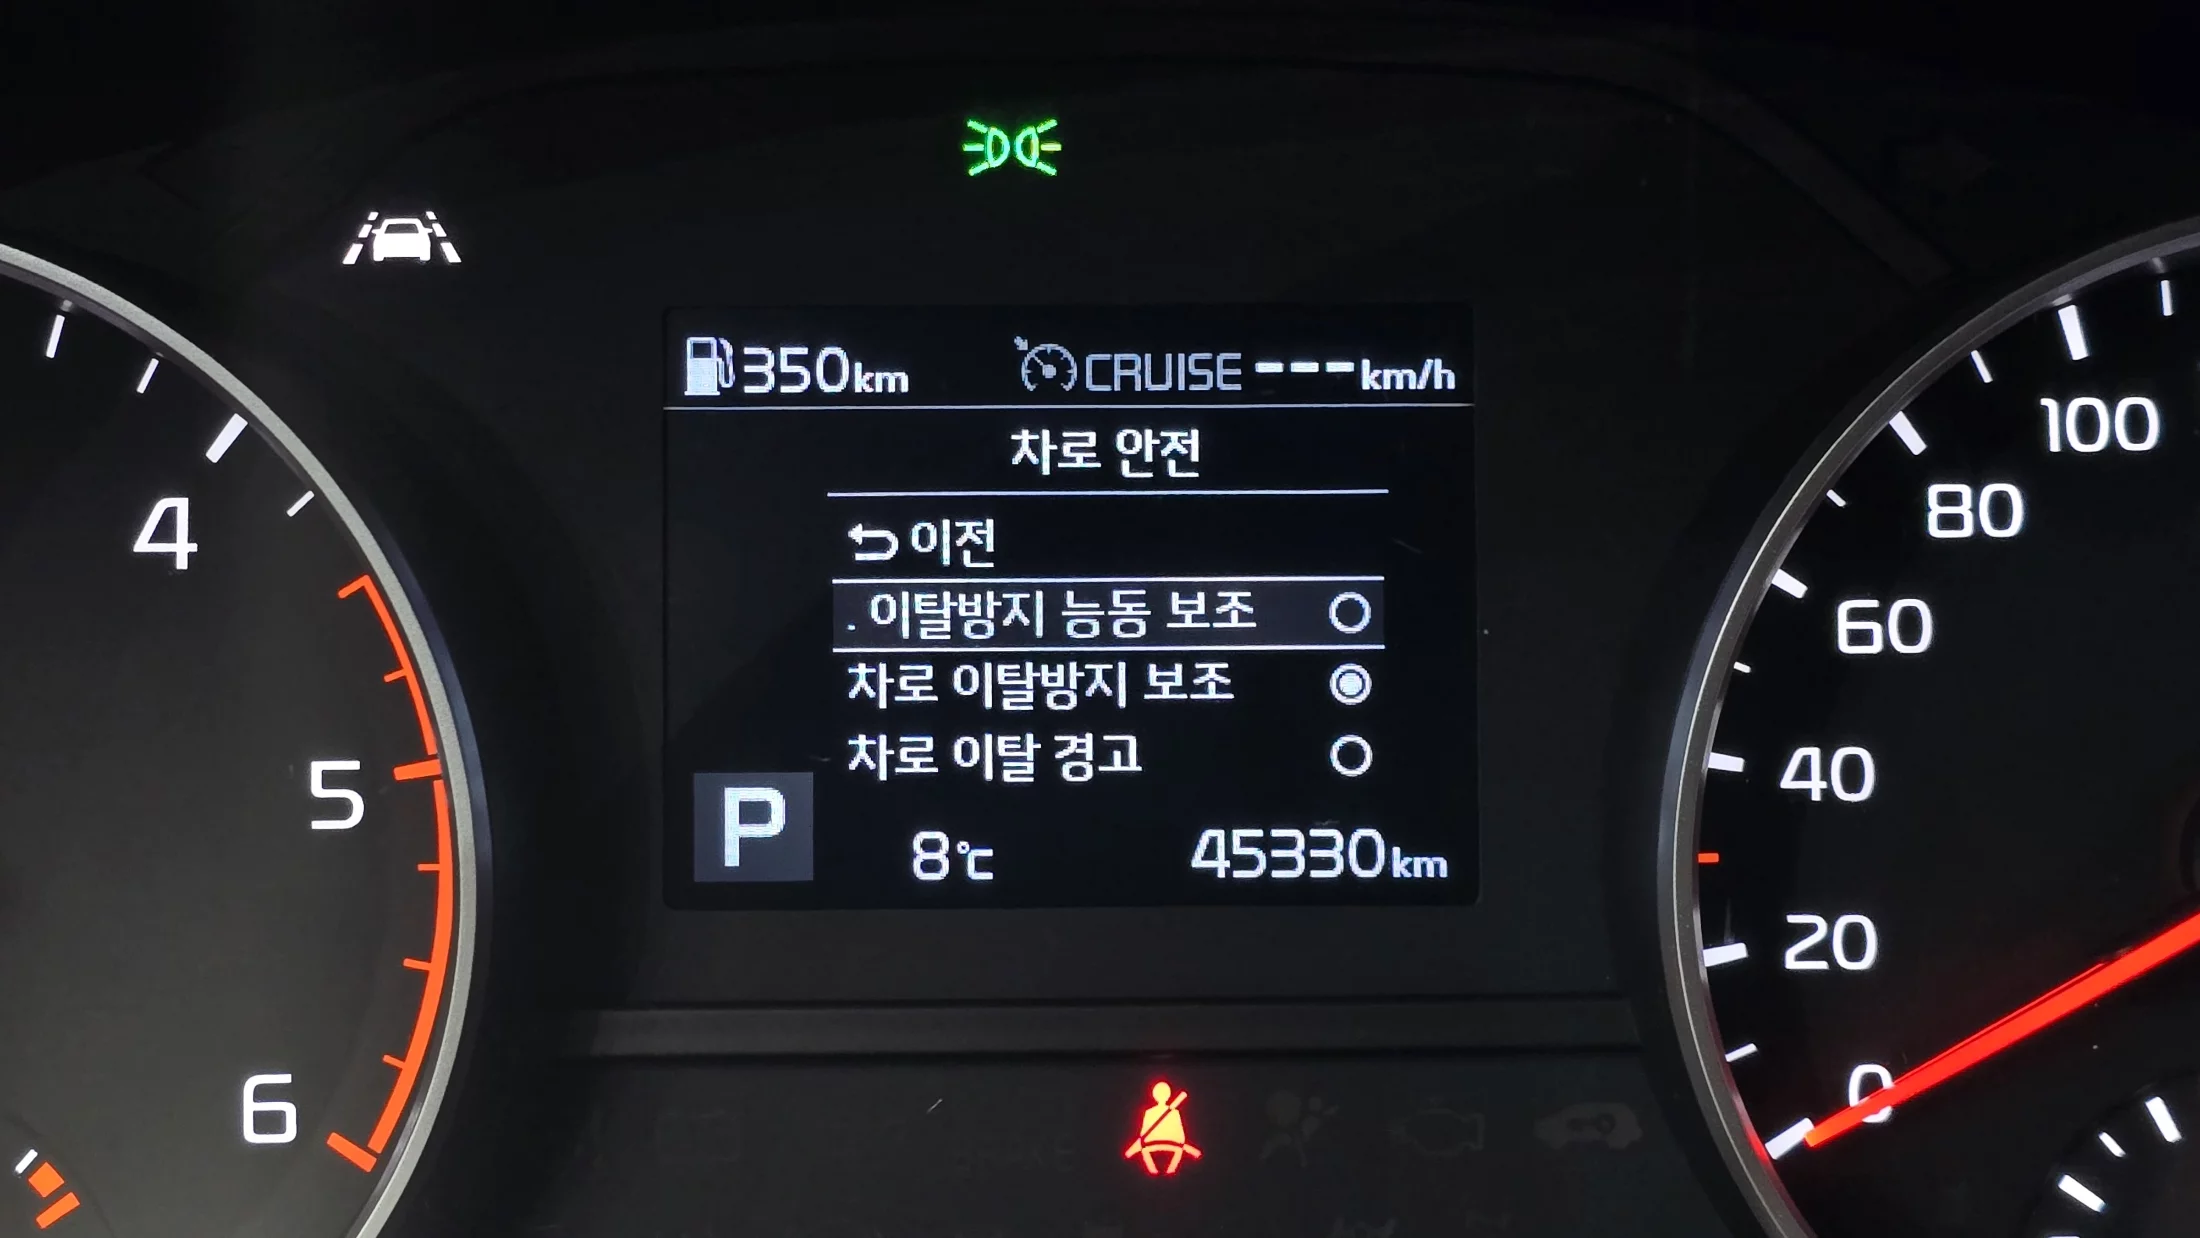 350km CRUISE ---km/h
차로 안전
이전
. 이탈방지 능동 보조
차로 이탈방지 보조
차로 이탈 경고
P 8℃ 45330km
4
5
6
100
80
60
40
20
0